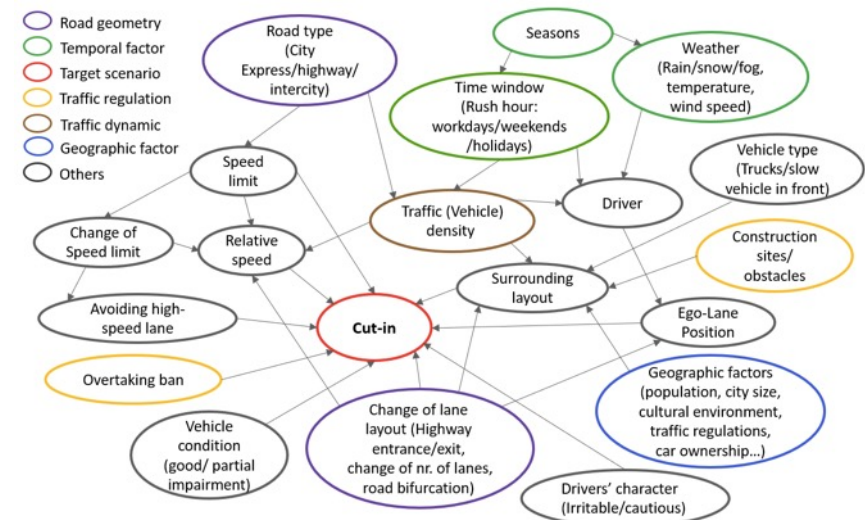 Road geometry
Temporal factor
Target scenario
Traffic regulation
Traffic dynamic
Geographic factor
Others
Road type
(City
Express/highway/
intercity)
Seasons
Weather
(Rain/snow/fog,
temperature,
wind speed)
Time window
(Rush hour:
workdays/weekends
/holidays)
Speed
limit
Vehicle type
(Trucks/slow
vehicle in front)
Traffic (Vehicle)
density
Driver
Change of
Speed limit
Relative
speed
Construction
sites/
obstacles
Surrounding
layout
Avoiding high-
speed lane
Cut-in
Ego-Lane
Position
Overtaking ban
Geographic factors
(population, city size,
cultural environment,
traffic regulations,
car ownership...)
Vehicle
condition
(good/ partial
impairment)
Change of lane
layout (Highway
entrance/exit,
change of nr. of lanes,
road bifurcation)
Drivers' character
(Irritable/cautious)